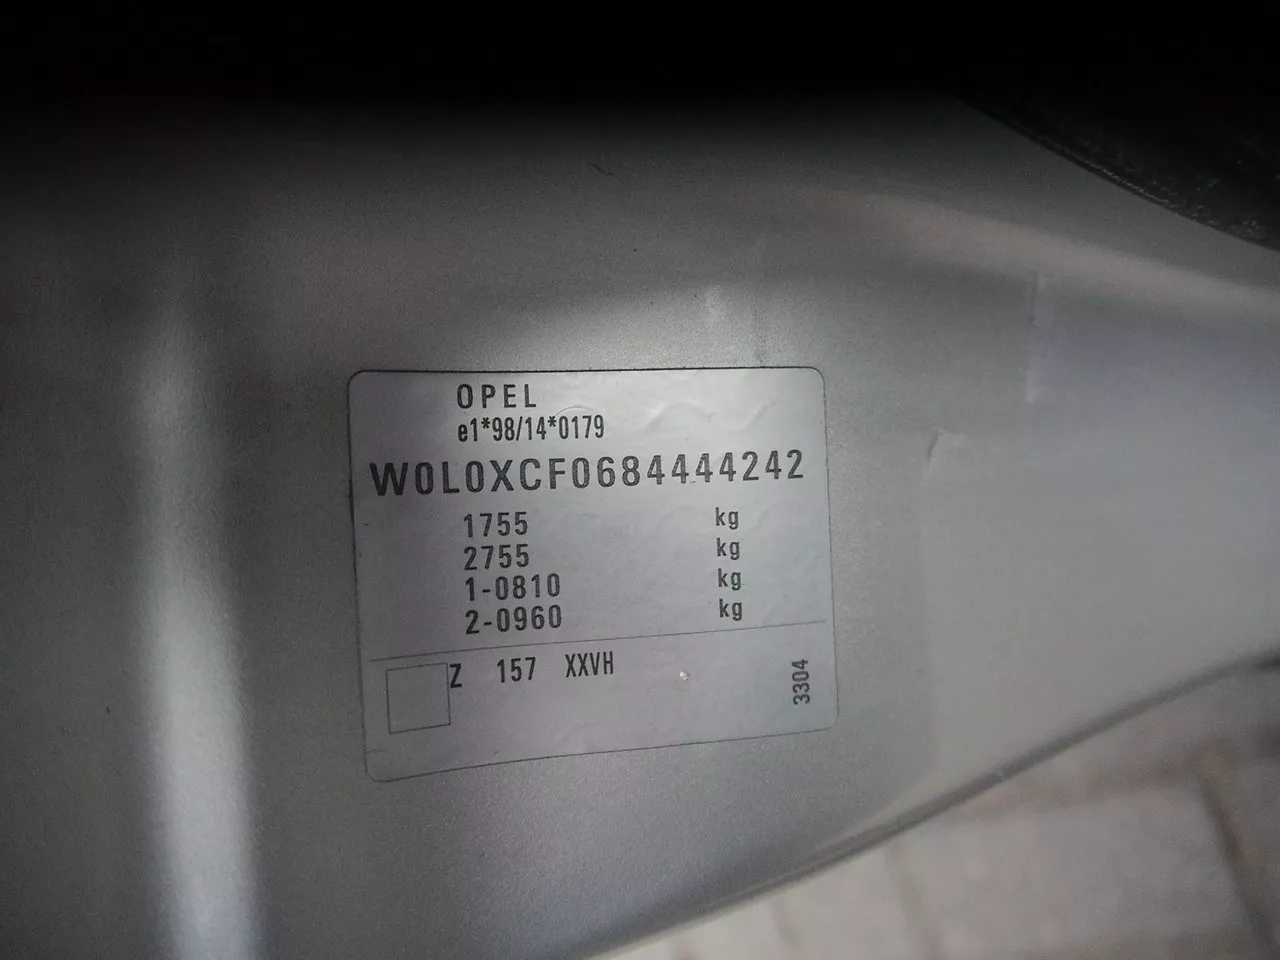 OPEL
e1*98/14*0179
W0L0XCF0684444242
1755 kg
2755 kg
1-0810 kg
2-0960 kg
Z 157 XXVH
3304